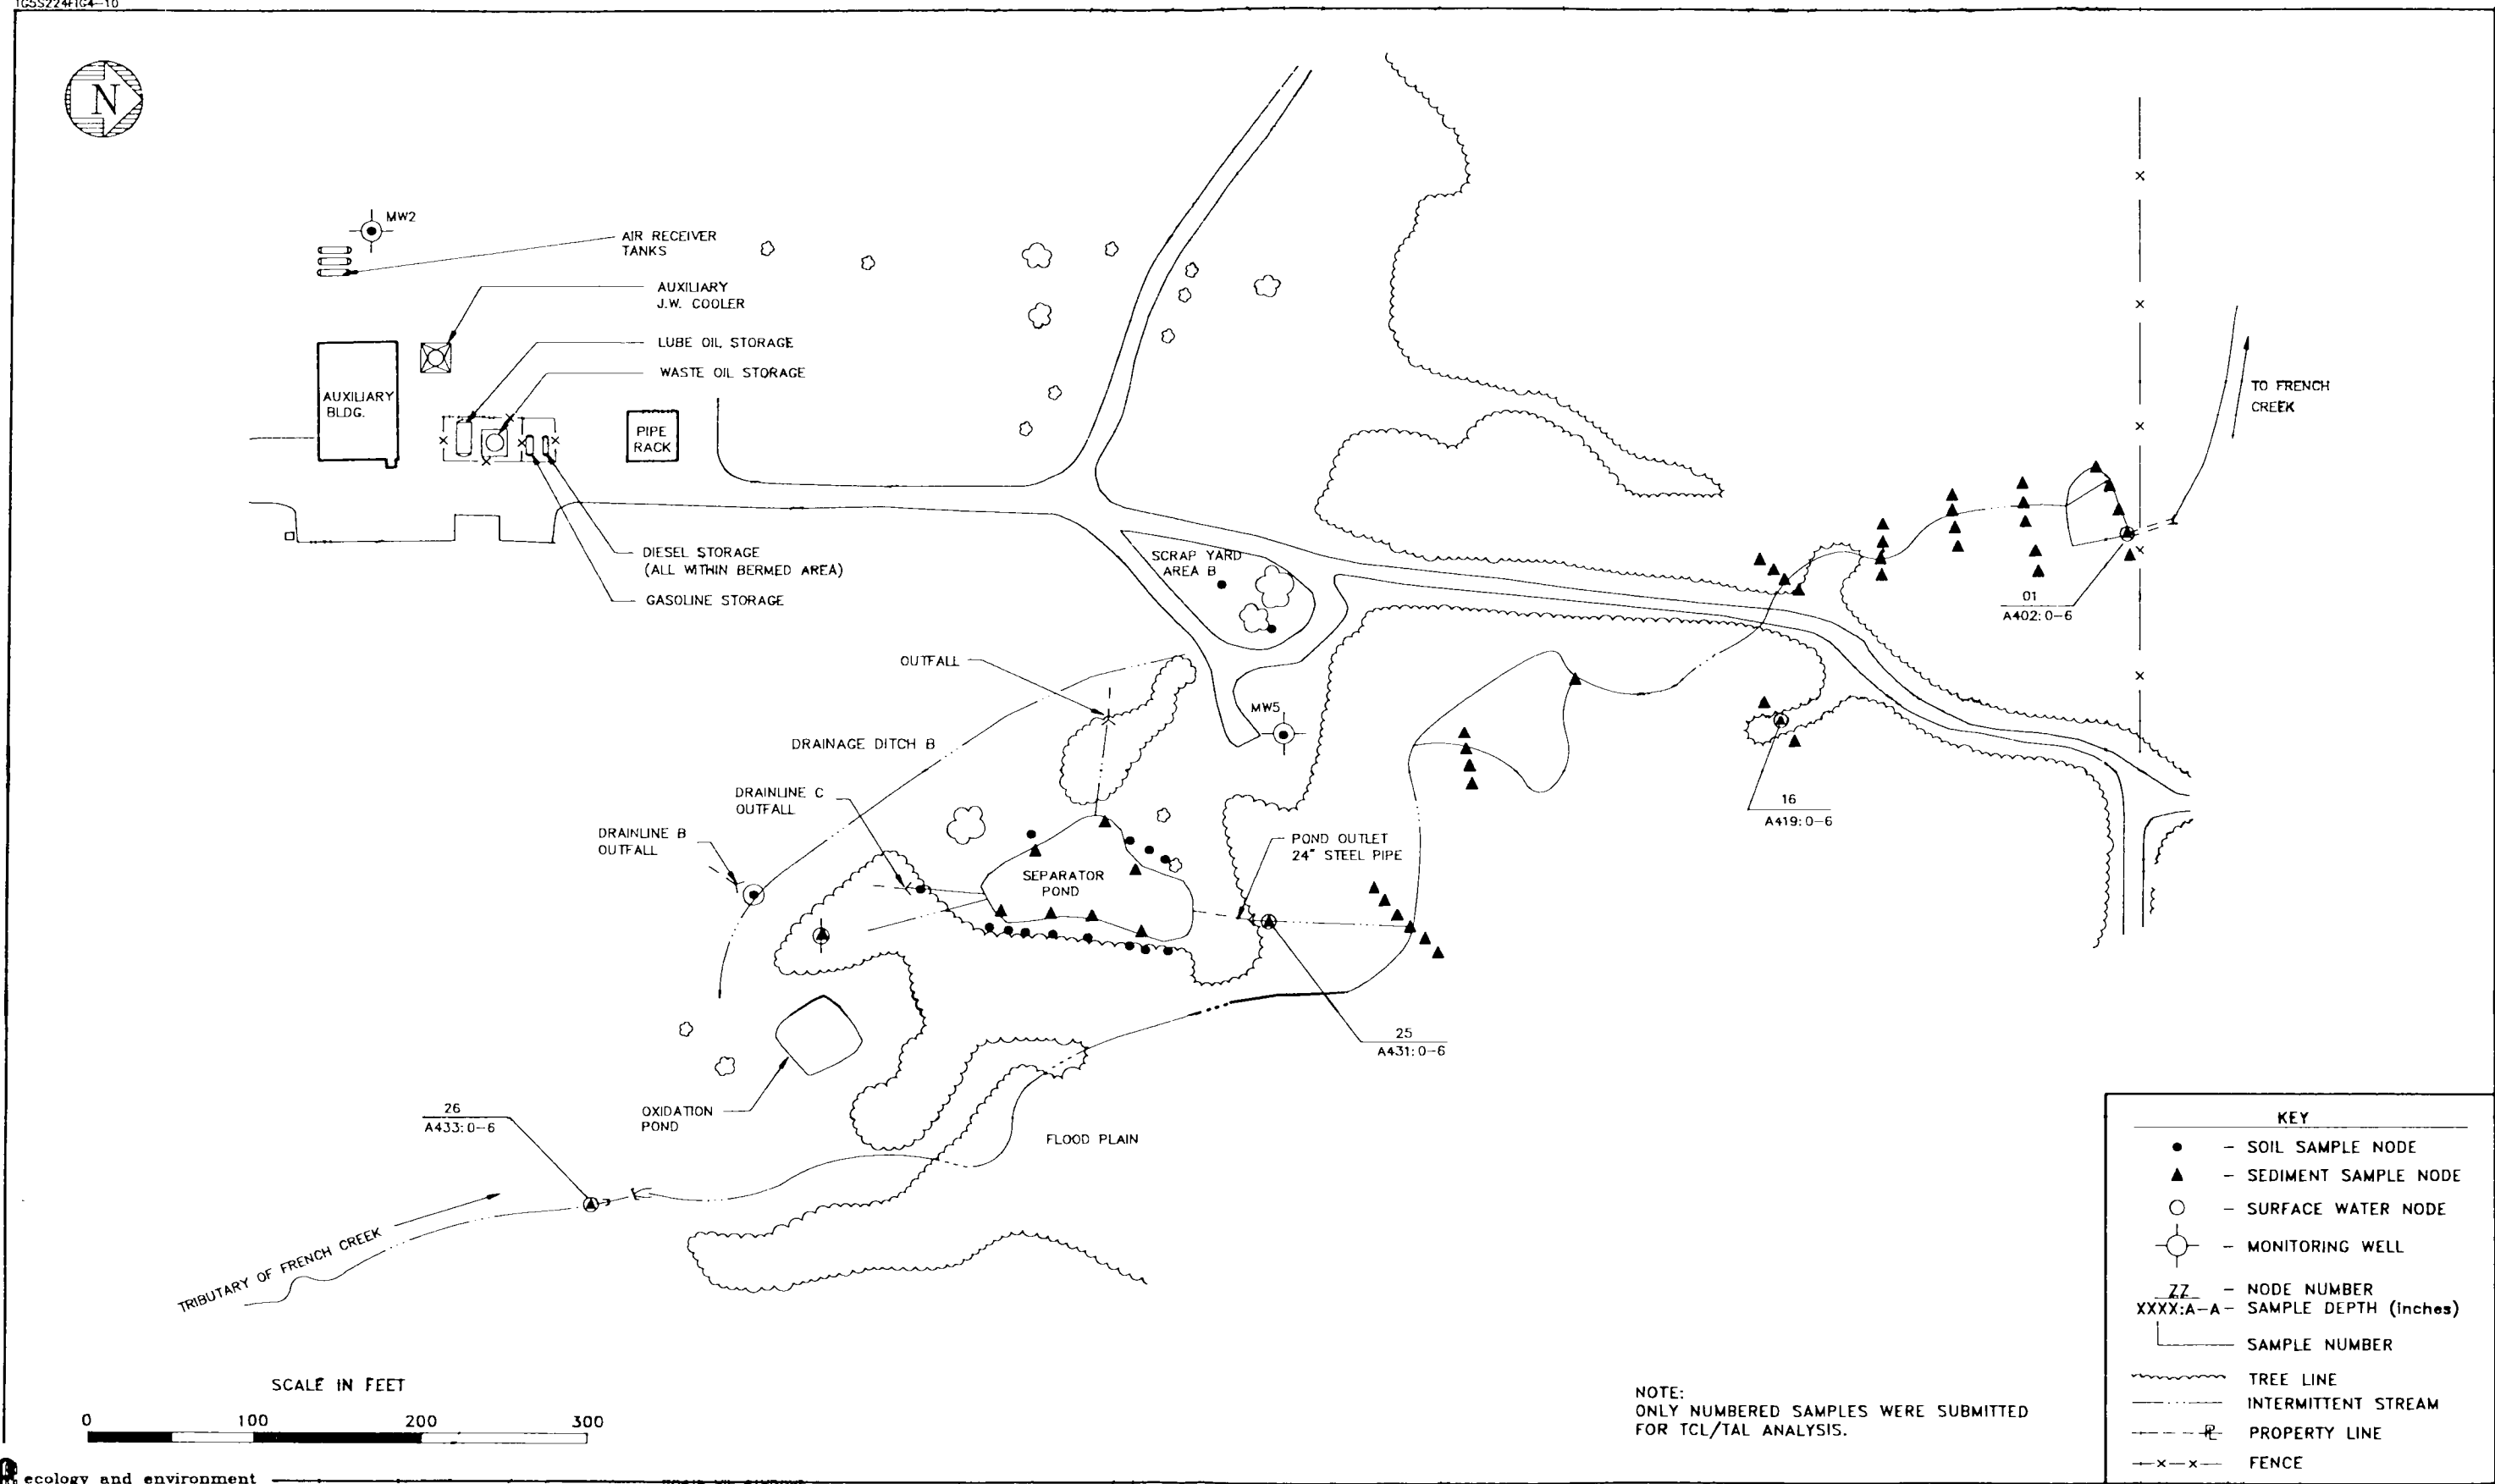 N
MW2
AIR RECEIVER
TANKS
AUXILIARY
J.W. COOLER
LUBE OIL STORAGE
WASTE OIL STORAGE
AUXILIARY
BLDG.
PIPE
RACK
TO FRENCH
CREEK
DIESEL STORAGE
(ALL WITHIN BERMED AREA)
GASOLINE STORAGE
SCRAP YARD
AREA B
01
A402:0-6
OUTFALL
MW5
DRAINAGE DITCH B
DRAINLINE C
OUTFALL
16
A419:0-6
DRAINLINE B
OUTFALL
POND OUTLET
24" STEEL PIPE
SEPARATOR
POND
25
A431:0-6
26
A433:0-6
OXIDATION
POND
FLOOD PLAIN
TRIBUTARY OF FRENCH CREEK
SCALE IN FEET
0 100 200 300
NOTE:
ONLY NUMBERED SAMPLES WERE SUBMITTED
FOR TCL/TAL ANALYSIS.
KEY
- SOIL SAMPLE NODE
- SEDIMENT SAMPLE NODE
- SURFACE WATER NODE
- MONITORING WELL
ZZ - NODE NUMBER
XXXX:A-A - SAMPLE DEPTH (inches)
SAMPLE NUMBER
TREE LINE
INTERMITTENT STREAM
PL PROPERTY LINE
x-x FENCE
ecology and environment